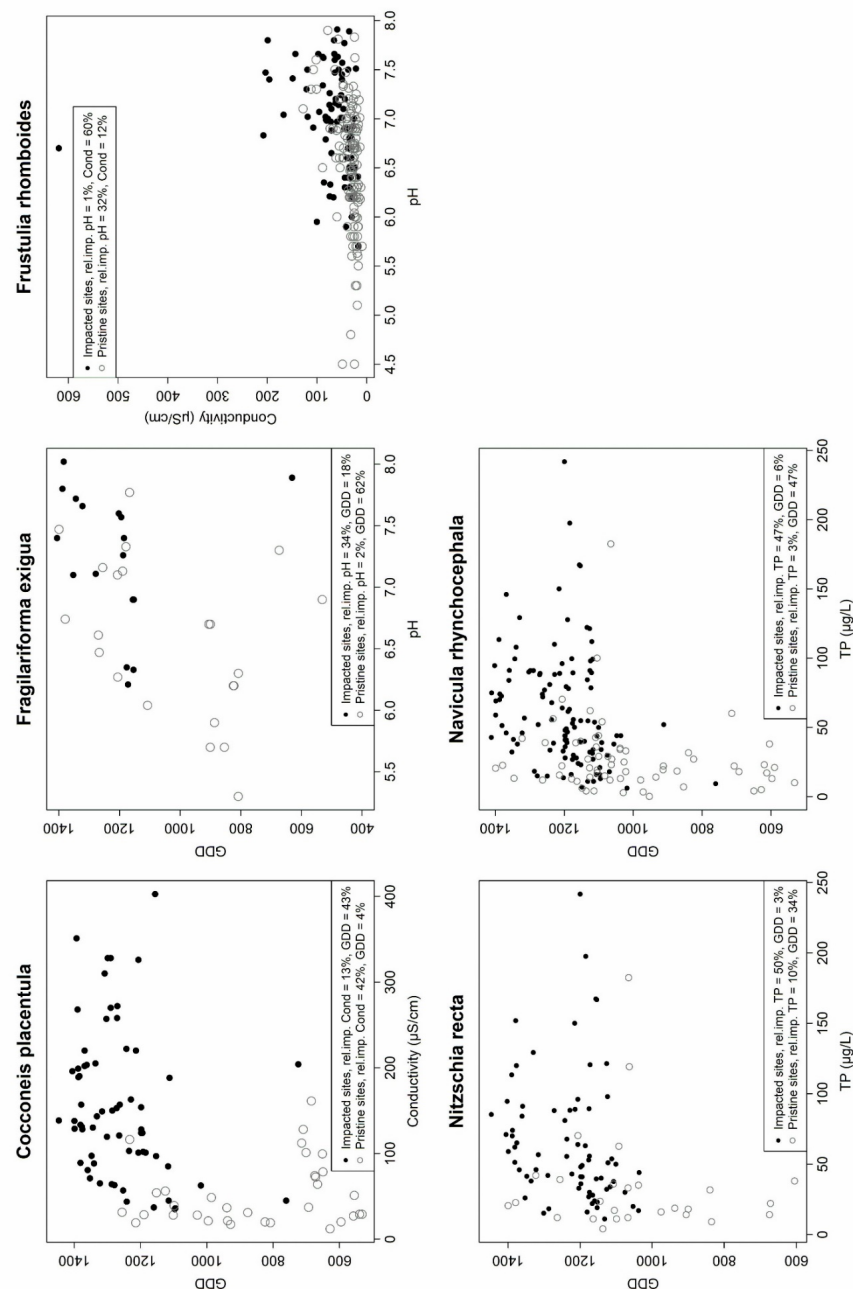 Cocconeis placentula
GDD
1400
1200
1000
800
600
0
100
200
300
400
Conductivity (µS/cm)
Impacted sites, rel.imp. Cond = 13%, GDD = 43%
Pristine sites, rel.imp. Cond = 42%, GDD = 4%
Fragilariforma exigua
GDD
1400
1200
1000
800
600
400
5.5
6.0
6.5
7.0
7.5
8.0
pH
Impacted sites, rel.imp. pH = 34%, GDD = 18%
Pristine sites, rel.imp. pH = 2%, GDD = 62%
Frustulia rhomboides
Conductivity (µS/cm)
600
500
400
300
200
100
0
4.5
5.0
5.5
6.0
6.5
7.0
7.5
8.0
pH
Impacted sites, rel.imp. pH = 1%, Cond = 60%
Pristine sites, rel.imp. pH = 32%, Cond = 12%
Nitzschia recta
GDD
1400
1200
1000
800
600
0
50
100
150
200
250
TP (µg/L)
Impacted sites, rel.imp. TP = 50%, GDD = 3%
Pristine sites, rel.imp. TP = 10%, GDD = 34%
Navicula rhynchocephala
GDD
1400
1200
1000
800
600
0
50
100
150
200
250
TP (µg/L)
Impacted sites, rel.imp. TP = 47%, GDD = 6%
Pristine sites, rel.imp. TP = 3%, GDD = 47%